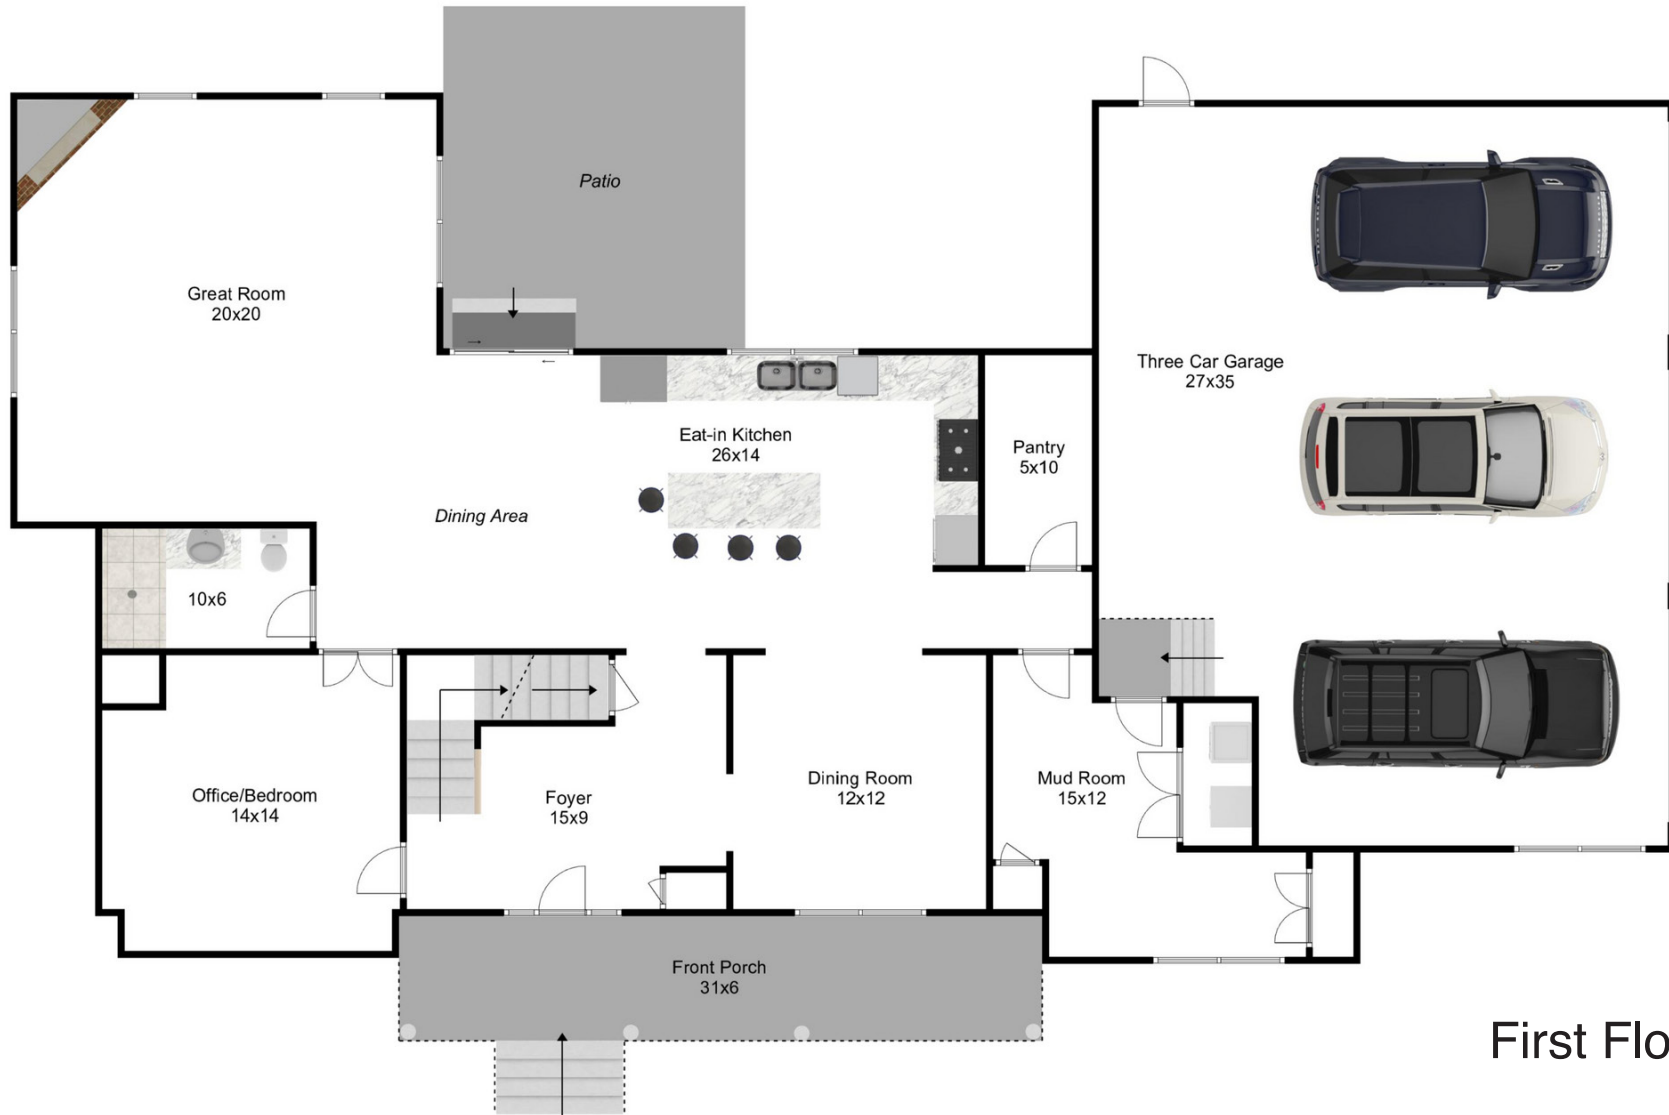 Patio
Great Room
20x20
Three Car Garage
27x35
Eat-in Kitchen
26x14
Pantry
5x10
Dining Area
10x6
Office/Bedroom
14x14
Foyer
15x9
Dining Room
12x12
Mud Room
15x12
Front Porch
31x6
First Flo